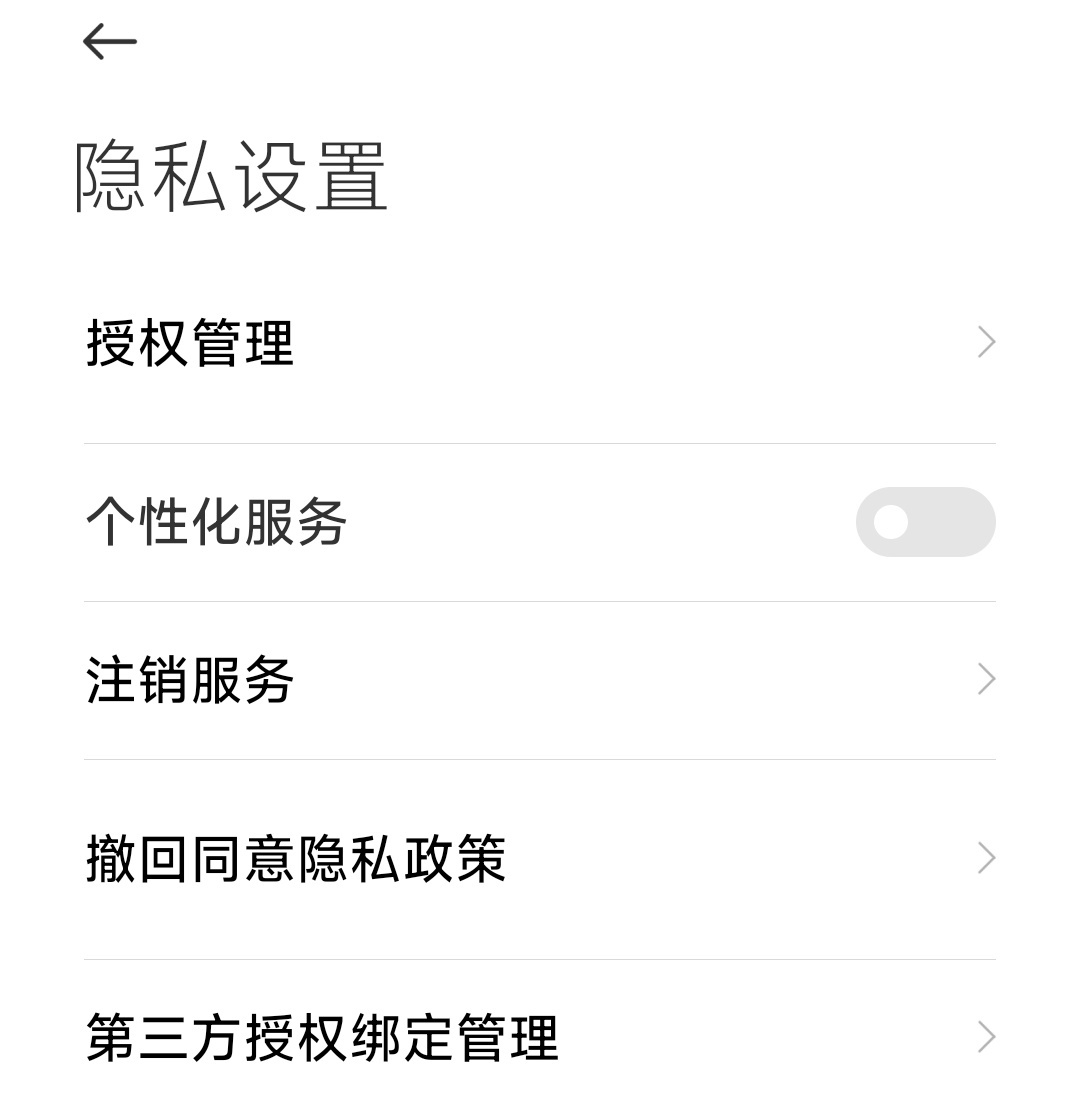 隐私设置
授权管理
个性化服务
注销服务
撤回同意隐私政策
第三方授权绑定管理